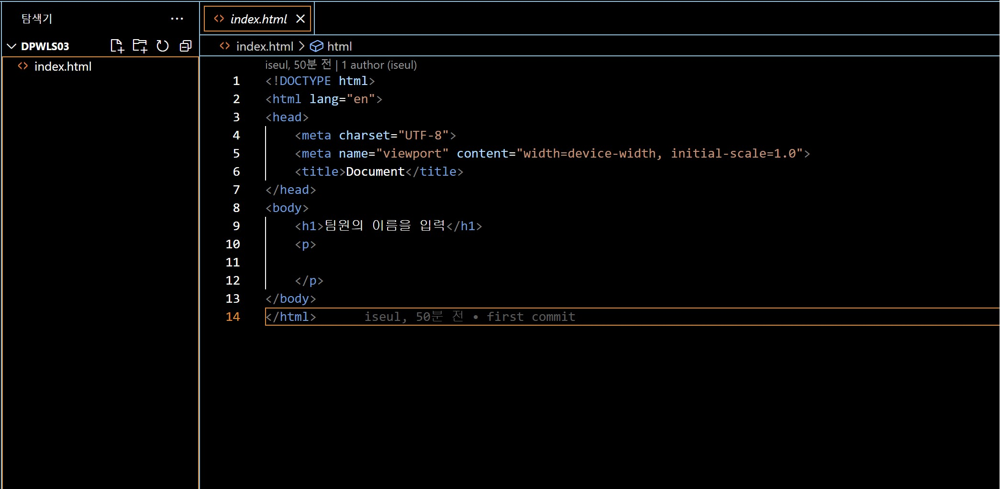 탐색기 ···
DPWLS03
index.html
index.html
index.html > html
iseul, 50분 전 | 1 author (iseul)
1 <!DOCTYPE html>
2 <html lang="en">
3 <head>
4 <meta charset="UTF-8">
5 <meta name="viewport" content="width=device-width, initial-scale=1.0">
6 <title>Document</title>
7 </head>
8 <body>
9 <h1>팀원의 이름을 입력</h1>
10 <p>
11
12 </p>
13 </body>
14 </html> iseul, 50분 전 • first commit